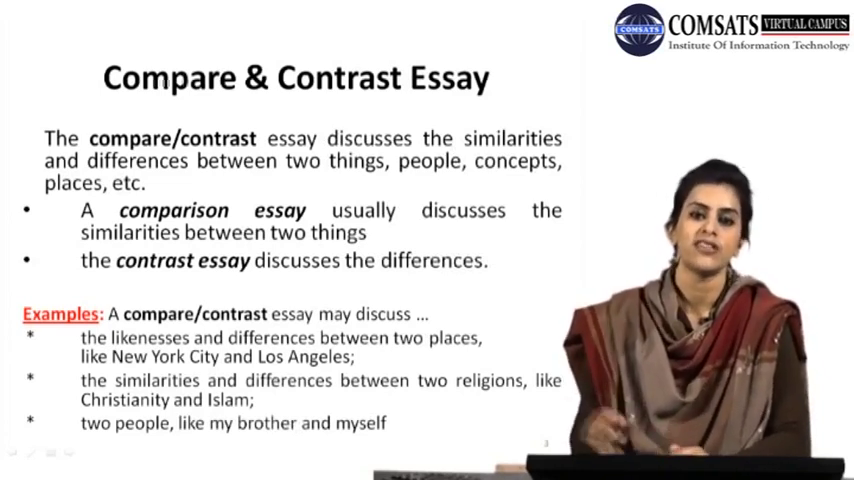 COMSATS VIRTUAL CAMPUS
COMSATS
Institute Of Information Technology
Compare & Contrast Essay
The compare/contrast essay discusses the similarities
and differences between two things, people, concepts,
places, etc.
• A comparison essay usually discusses the
similarities between two things
• the contrast essay discusses the differences.
Examples: A compare/contrast essay may discuss ...
* the likenesses and differences between two places,
like New York City and Los Angeles;
* the similarities and differences between two religions, like
Christianity and Islam;
* two people, like my brother and myself
3